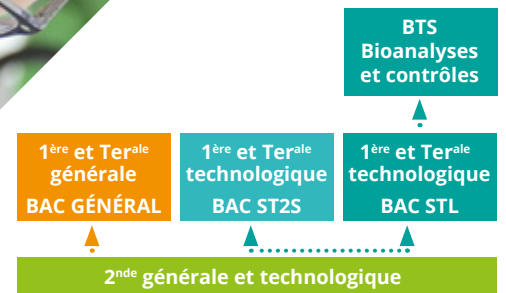 BTS
Bioanalyses
et contrôles
1ère et Terale
générale
BAC GÉNÉRAL
1ère et Terale
technologique
BAC ST2S
1ère et Terale
technologique
BAC STL
2nde générale et technologique